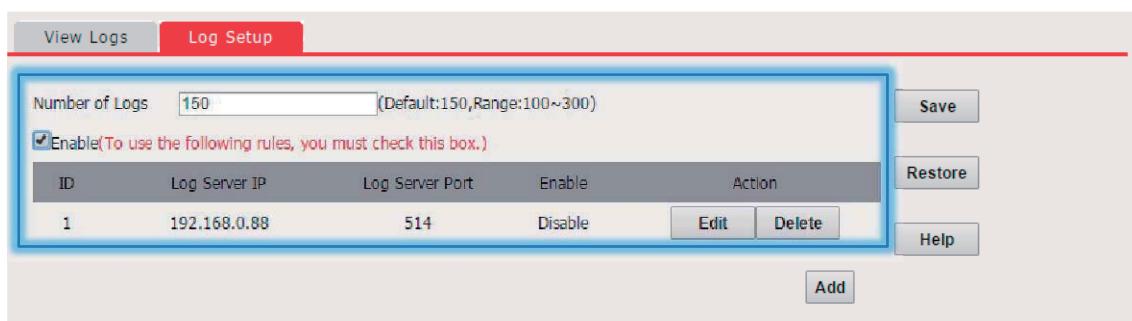 View Logs Log Setup
Number of Logs 150 (Default:150,Range:100~300)
Save
Enable(To use the following rules, you must check this box.)
ID Log Server IP Log Server Port Enable Action
Restore
1 192.168.0.88 514 Disable Edit Delete
Help
Add